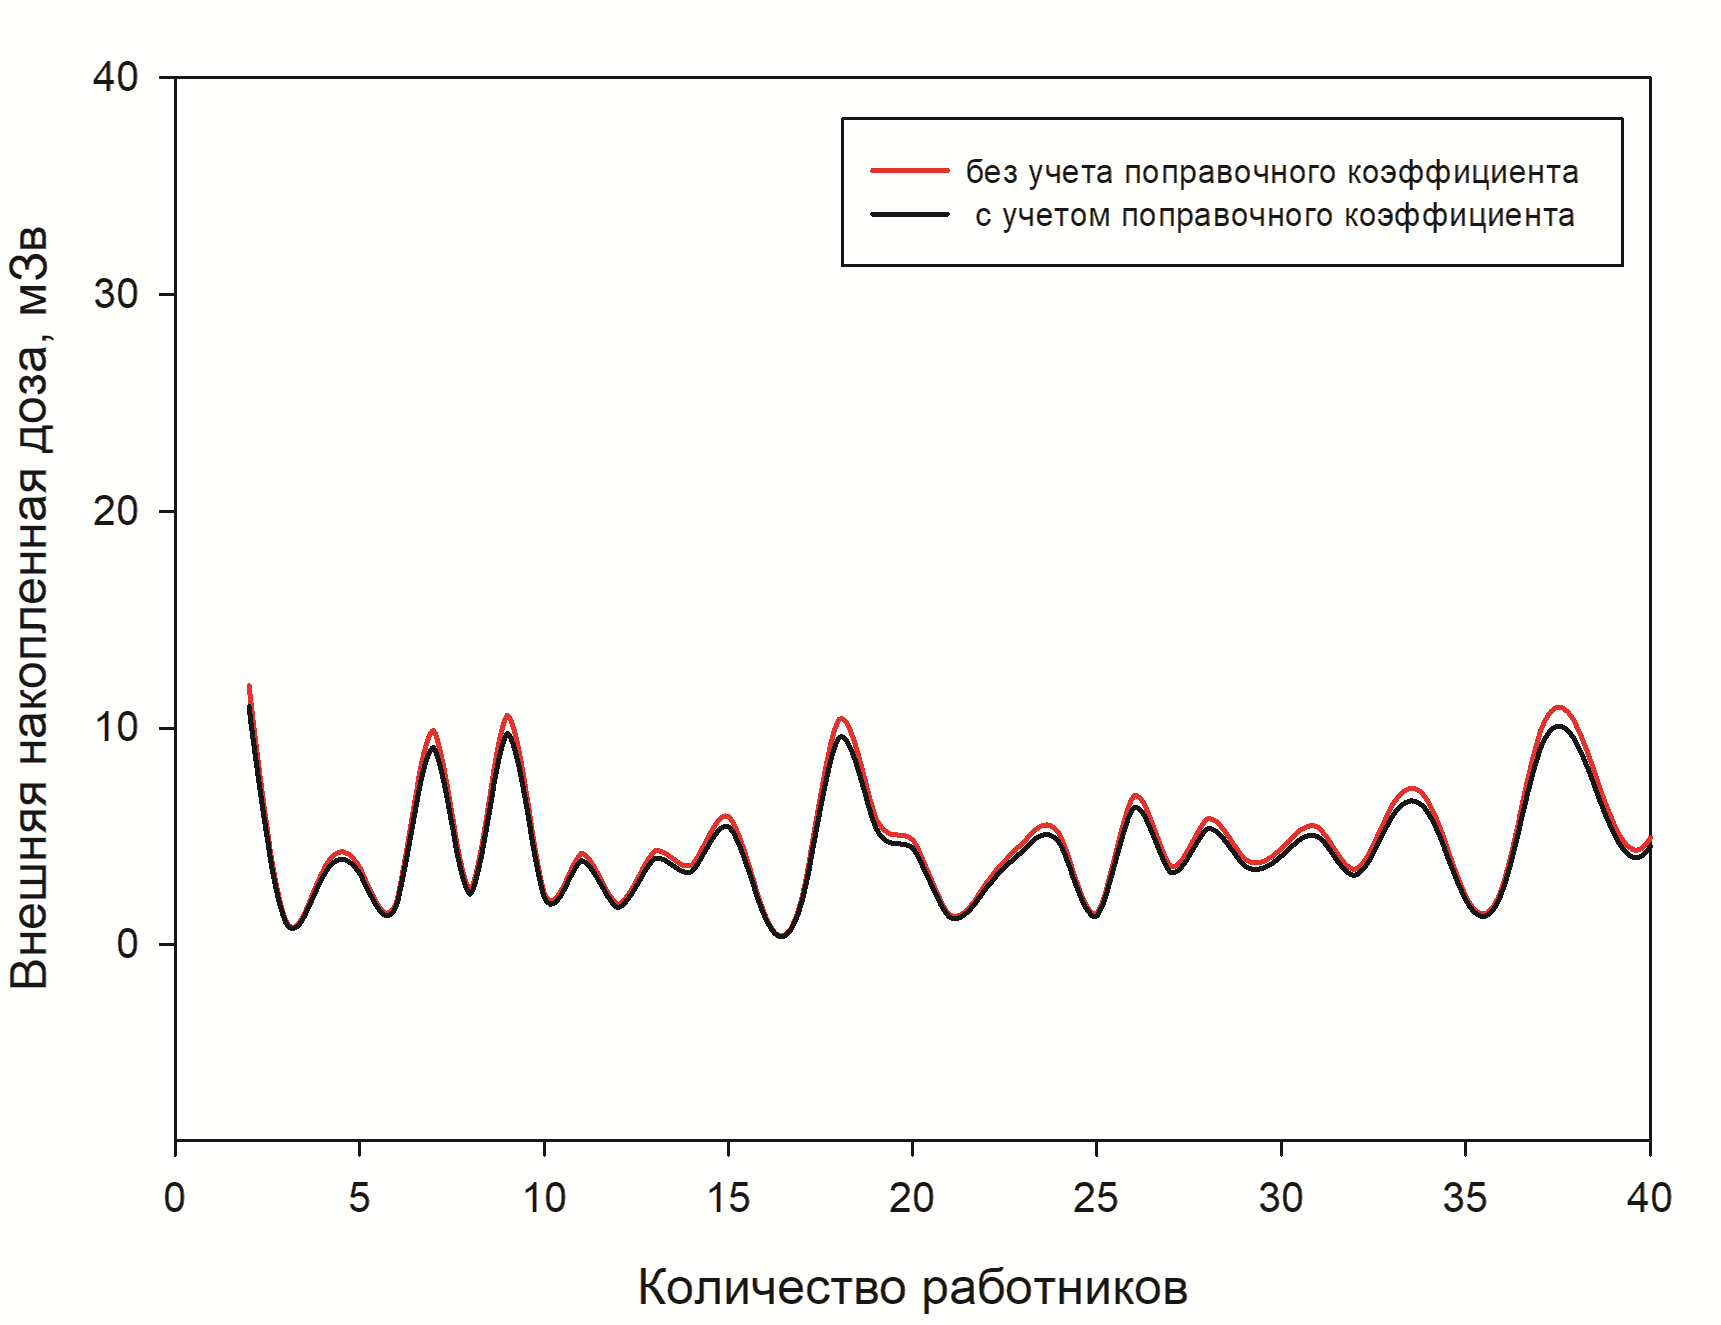 40
30
20
10
0
Внешняя накопленная доза, мЗв
без учета поправочного коэффициента
с учетом поправочного коэффициента
0 5 10 15 20 25 30 35 40
Количество работников